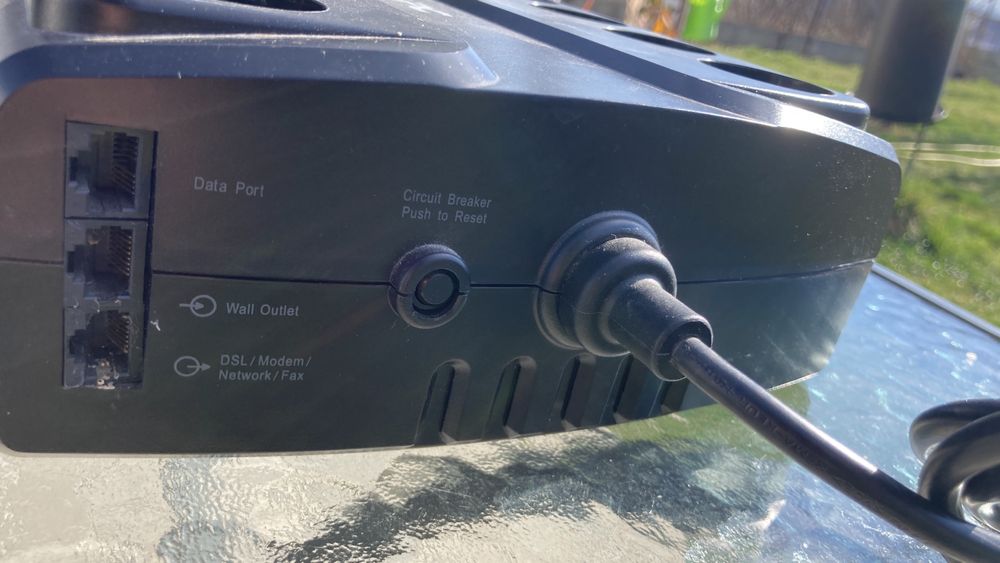 Data Port
Circuit Breaker
Push to Reset
Wall Outlet
DSL/Modem/
Network/Fax